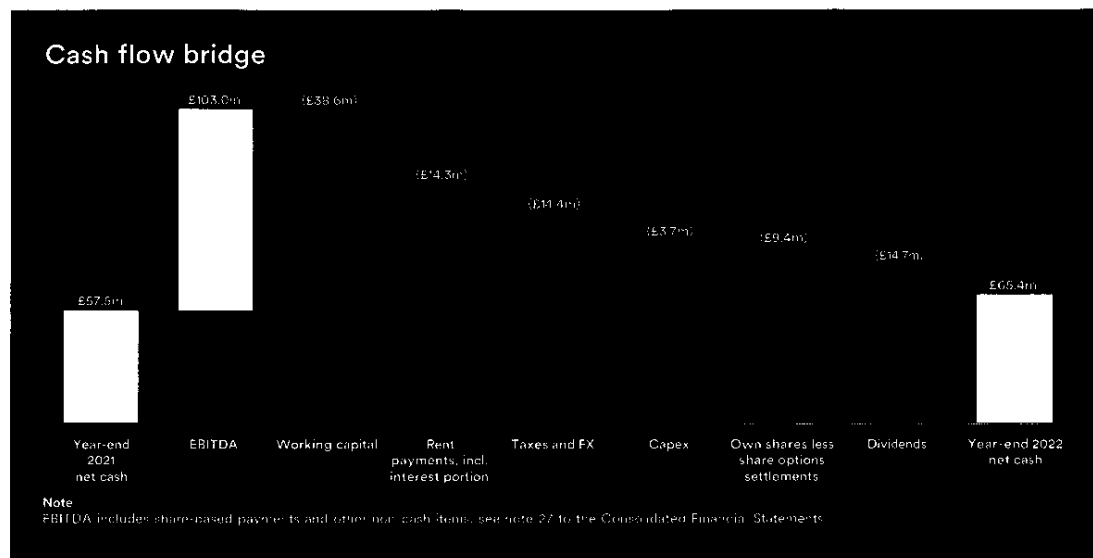 Cash flow bridge
£103.0m (£38.6m)
(£14.3m)
(£14.4m)
(£3.7m) (£9.4m)
(£14.7m)
£65.4m
£57.5m
Year-end 2021 net cash
EBITDA
Working capital
Rent payments, incl. interest portion
Taxes and FX
Capex
Own shares less share options settlements
Dividends
Year-end 2022 net cash
Note
EBITDA includes share-based payments and other non-cash items, see note 27 to the Consolidated Financial Statements